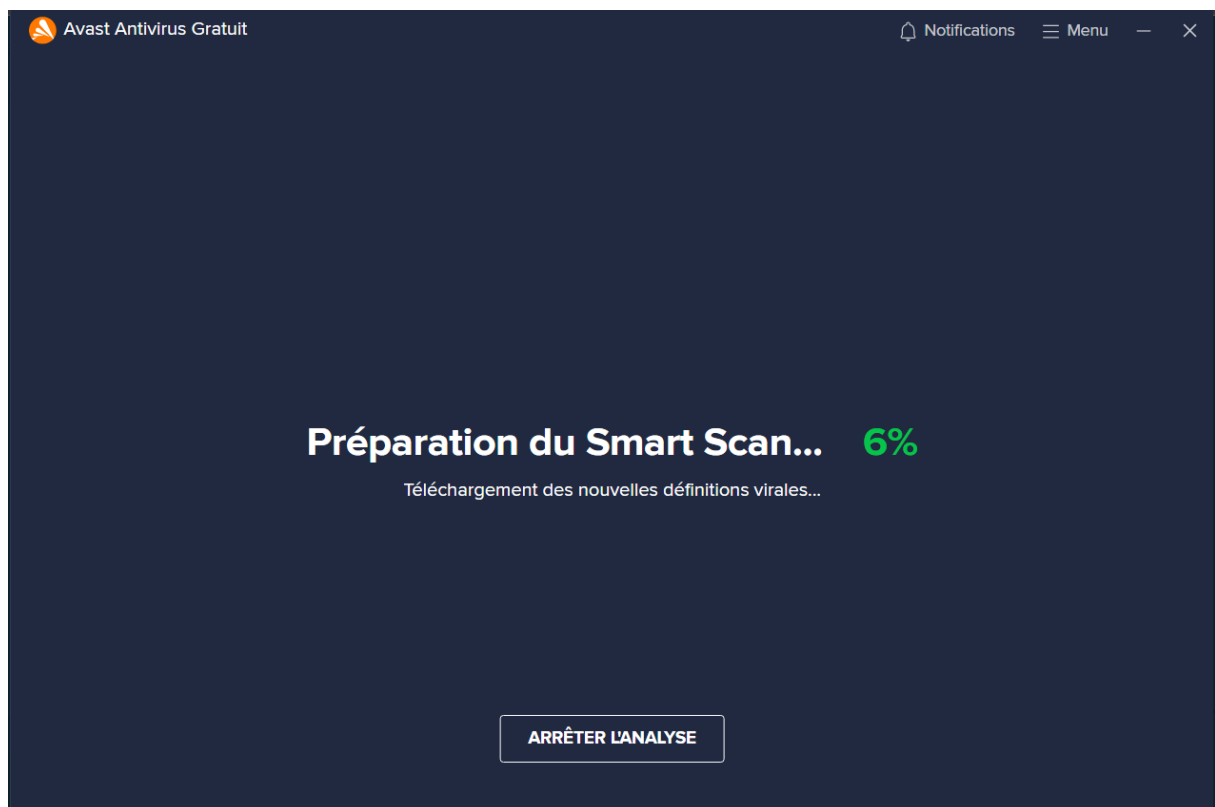 Avast Antivirus Gratuit
Notifications
Menu
Préparation du Smart Scan... 6%
Téléchargement des nouvelles définitions virales...
ARRÊTER L'ANALYSE